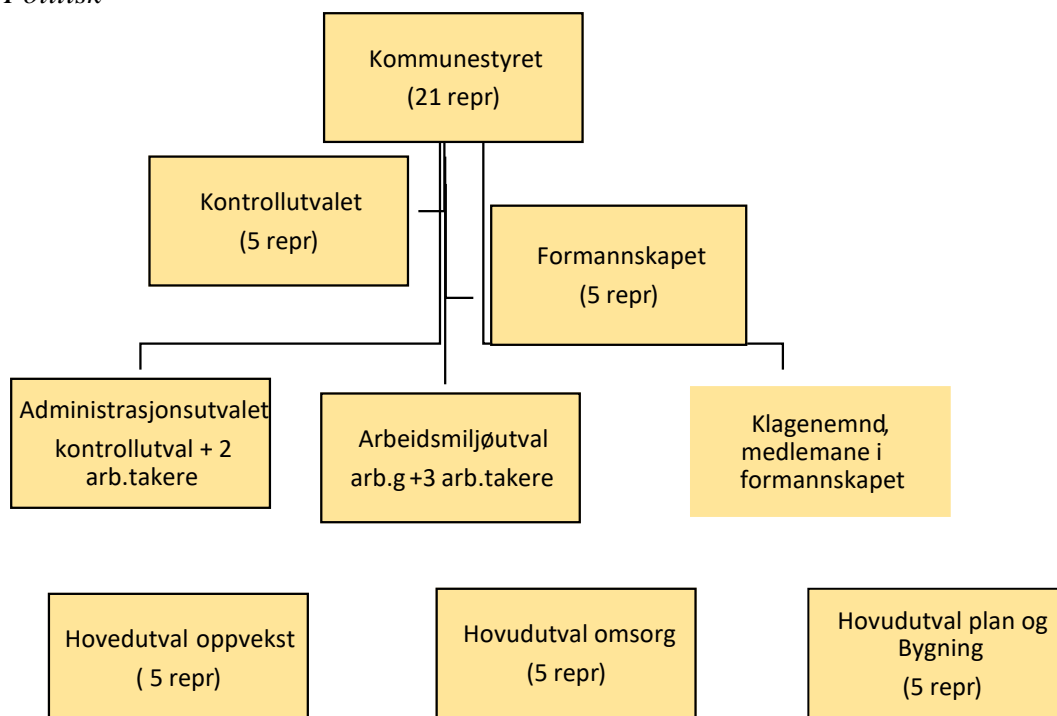 Politisk
Kommunestyret
(21 repr)
Kontrollutvalet
(5 repr)
Formannskapet
(5 repr)
Administrasjonsutvalet
kontrollutval + 2
arb.takere
Arbeidsmiljøutval
arb.g +3 arb.takere
Klagenemnd,
medlemane i
formannskapet
Hovedutval oppvekst
( 5 repr)
Hovudutval omsorg
(5 repr)
Hovudutval plan og
Bygning
(5 repr)